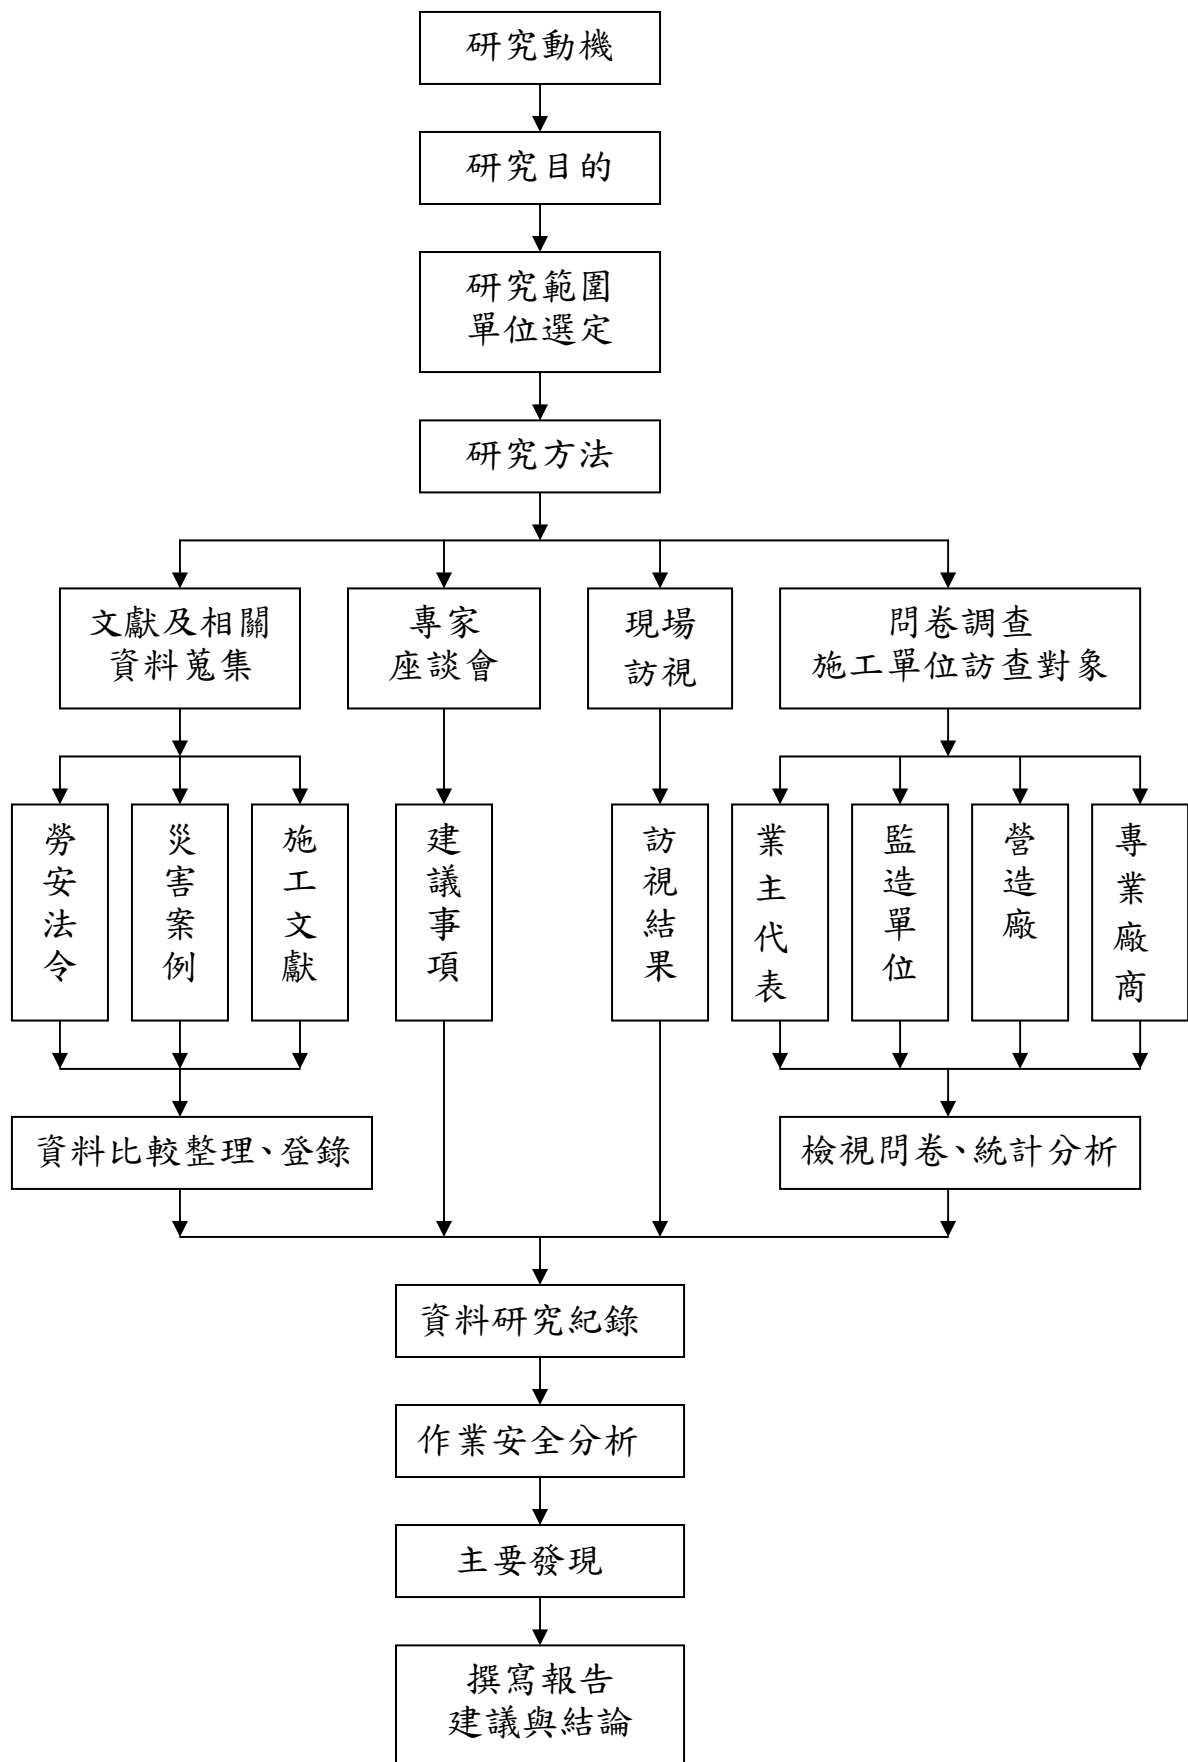 研究動機
研究目的
研究範圍
單位選定
研究方法
文獻及相關
資料蒐集
專家
座談會
現場
訪視
問卷調查
施工單位訪查對象
勞安法令
災害案例
施工文獻
建議事項
訪視結果
業主代表
監造單位
營造廠
專業廠商
資料比較整理、登錄
檢視問卷、統計分析
資料研究紀錄
作業安全分析
主要發現
撰寫報告
建議與結論